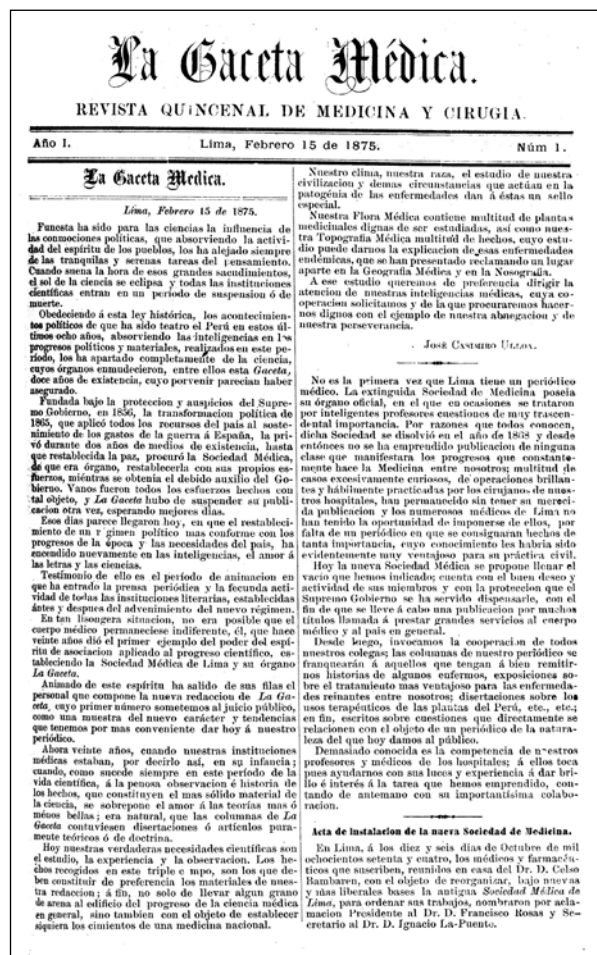 La Gaceta Médica.
REVISTA QUINCENAL DE MEDICINA Y CIRUGIA.
Año I.
Lima, Febrero 15 de 1875.
Núm 1.
La Gaceta Medica.
Lima, Febrero 15 de 1875.
Funesta ha sido para las ciencias la influencia de
las conmociones políticas, que absorviendo la activi-
dad del espíritu de los pueblos, los ha alejado siempre
de las tranquilas y serenas tareas del pensamiento.
Cuando suena la hora de esos grandes sacudimientos,
el sol de la ciencia se eclipsa y todas las instituciones
científicas entran en un periodo de suspension ó de
muerte.
Obedeciendo á esta ley histórica, los acontecimien-
tos políticos de que ha sido teatro el Perú en estos úl-
timos ocho años, absorviendo las inteligencias en los
progresos políticos y materiales, realizados en este pe-
ríodo, los ha apartado completamente de la ciencia,
cuyos órganos enmudecieron, entre ellos esta Gaceta,
doce años de existencia, cuyo porvenir parecian haber
asegurado.
Fundada bajo la proteccion y auspicios del Supre-
mo Gobierno, en 1856, la transformacion política de
1865, que aplicó todos los recursos del pais al soste-
nimiento de los gastos de la guerra á España, la pri-
vó durante dos años de medios de existencia, hasta
que restablecida la paz, procuró la Sociedad Médica,
de que era órgano, restablecerla con sus propios es-
fuerzos, miéntras se obtenia el debido auxilio del Go-
bierno. Vanos fueron todos los esfuerzos hechos con
tal objeto, y La Gaceta hubo de suspender su publi-
cacion otra vez, esperando mejores dias.
Esos dias parece llegaron hoy, en que el restableci-
miento de un r gimen político mas conforme con los
progresos de la época y las necesidades del pais, ha
encendido nuevamente en las inteligencias, el amor á
las letras y las ciencias.
Testimonio de ello es el período de animacion en
que ha entrado la prensa periódica y la fecunda acti-
vidad de todas las instituciones literarias, establecidas
ántes y despues del advenimiento del nuevo régimen.
En tan lisougera situacion, no era posible que el
cuerpo médico permaneciese indiferente, él, que hace
veinte años dió el primer ejemplo del poder del espí-
ritu de asociacion aplicado al progreso científico, es-
tableciendo la Sociedad Médica de Lima y su órgano
La Gaceta.
Animado de este espíritu ha salido de sus filas el
personal que compone la nueva redaccion de La Ga-
ceta, cuyo primer número sometemos al juicio público,
como una muestra del nuevo carácter y tendencias
que tenemos por mas conveniente dar hoy á nuestro
periódico.
Ahora veinte años, cuando nuestras instituciones
médicas estaban, por decirlo así, en su infancia;
cuando, como sucede siempre en este período de la
vida científica, á la penosa observacion é historia de
los hechos, que constituyen el mas sólido material de
la ciencia, se sobrepone el amor á las teorías mas ó
ménos bellas; era natural, que las columnas de La
Gaceta contuviesen disertaciones ó artículos pura-
mente teóricos ó de doctrina.
Hoy nuestras verdaderas necesidades científicas son
el estudio, la experiencia y la observacion. Los he-
chos recogidos en este triple c mpo, son los que de-
ben constituir de preferencia los materiales de nues-
tra redaccion; á fin, no solo de llevar algun grano
de arena al edificio del progreso de la ciencia médica
en general, sino tambien con el objeto de establecer
siquiera los cimientos de una medicina nacional.
Nuestro clima, nuestra raza, el estudio de nuestra
civilizacion y demas circunstancias que actúan en la
patogénia de las enfermedades dan á éstas un sello
especial.
Nuestra Flora Médica contiene multitud de plantas
medicinales dignas de ser estudiadas, así como nues-
tra Topografía Médica multitud de hechos, cuyo estu-
dio puede darnos la explicacion de esas enfermedades
endémicas, que se han presentado reclamando un lugar
aparte en la Geografía Médica y en la Nosografía.
A ese estudio queremos de preferencia dirigir la
atencion de nuestras inteligencias médicas, cuya co-
operacion solicitamos y de la que procuraremos hacer-
nos dignos con el ejemplo de nuestra abnegacion y de
nuestra perseverancia.
JOSÉ CASIMIRO ULLOA.
No es la primera vez que Lima tiene un periódico
médico. La extinguida Sociedad de Medicina poseia
su órgano oficial, en el que en ocasiones se trataron
por inteligentes profesores cuestiones de muy trascen-
dental importancia. Por razones que todos conocen,
dicha Sociedad se disolvió en el año de 1868 y desde
entónces no se ha emprendido publicacion de ninguna
clase que manifestara los progresos que constante-
mente hace la Medicina entre nosotros; multitud de
casos excesivamente curiosos, de operaciones brillan-
tes y hábilmente practicadas por los cirujanos de nues-
tros hospitales, han permanecido sin tener su mereci-
da publicacion y los numerosos médicos de Lima no
han tenido la oportunidad de imponerse de ellos, por
falta de un periódico en que se consignaran hechos de
tanta importancia, cuyo conocimiento les habria sido
evidentemente muy ventajoso para su práctica civil.
Hoy la nueva Sociedad Médica se propone llenar el
vacío que hemos indicado; cuenta con el buen deseo y
actividad de sus miembros y con la proteccion que el
Supremo Gobierno se ha servido dispensarle, con el
fin de que se lleve á cabo una publicacion por muchos
títulos llamada á prestar grandes servicios al cuerpo
médico y al pais en general.
Desde luego, invocamos la cooperacion de todos
nuestros colegas; las columnas de nuestro periódico se
franquearán á aquellos que tengan á bien remitir-
nos historias de algunos enfermos, exposiciones so-
bre el tratamiento mas ventajoso para las enfermeda-
des reinantes entre nosotros; disertaciones sobre los
usos terapéuticos de las plantas del Perú, etc., etc.;
en fin, escritos sobre cuestiones que directamente se
relacionen con el objeto de un periódico de la natura-
leza del que hoy damos al público.
Demasiado conocida es la competencia de nuestros
profesores y médicos de los hospitales; á ellos toca
pues ayudarnos con sus luces y experiencia á dar bri-
llo é interés á la tarea que hemos emprendido, con-
tando de antemano con su importantísima colabo-
racion.
Acta de instalacion de la nueva Sociedad de Medicina.
En Lima, á los diez y seis dias de Octubre de mil
ochocientos setenta y cuatro, los médicos y farmacéu-
ticos que suscriben, reunidos en casa del Dr. D. Celso
Bambaren, con el objeto de reorganizar, bajo nuevas
y mas liberales bases la antigua Sociedad Médica de
Lima, para ordenar sus trabajos, nombraron por acla-
macion Presidente al Dr. D. Francisco Rosas y Se-
cretario al Dr. D. Ignacio La-Puente.